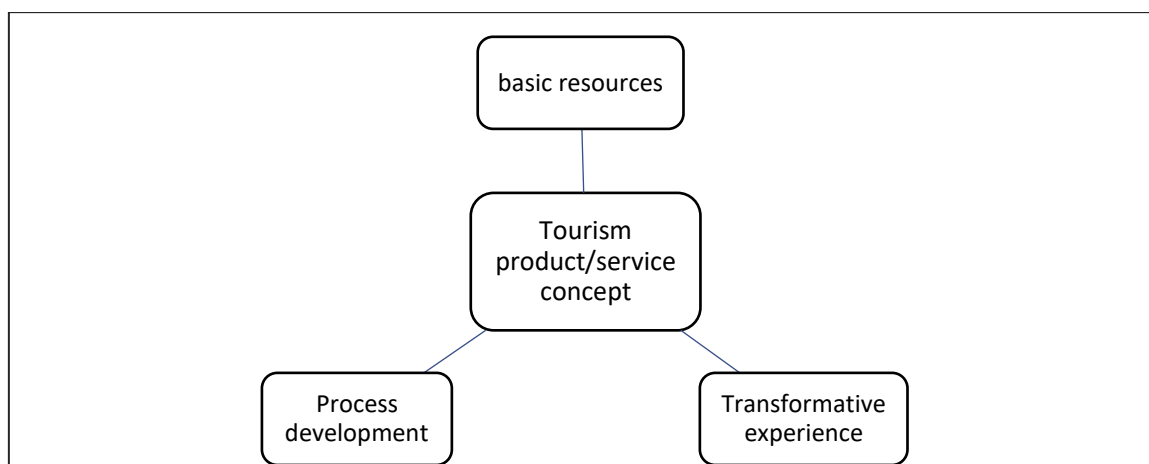 basic resources
Tourism
product/service
concept
Process
development
Transformative
experience